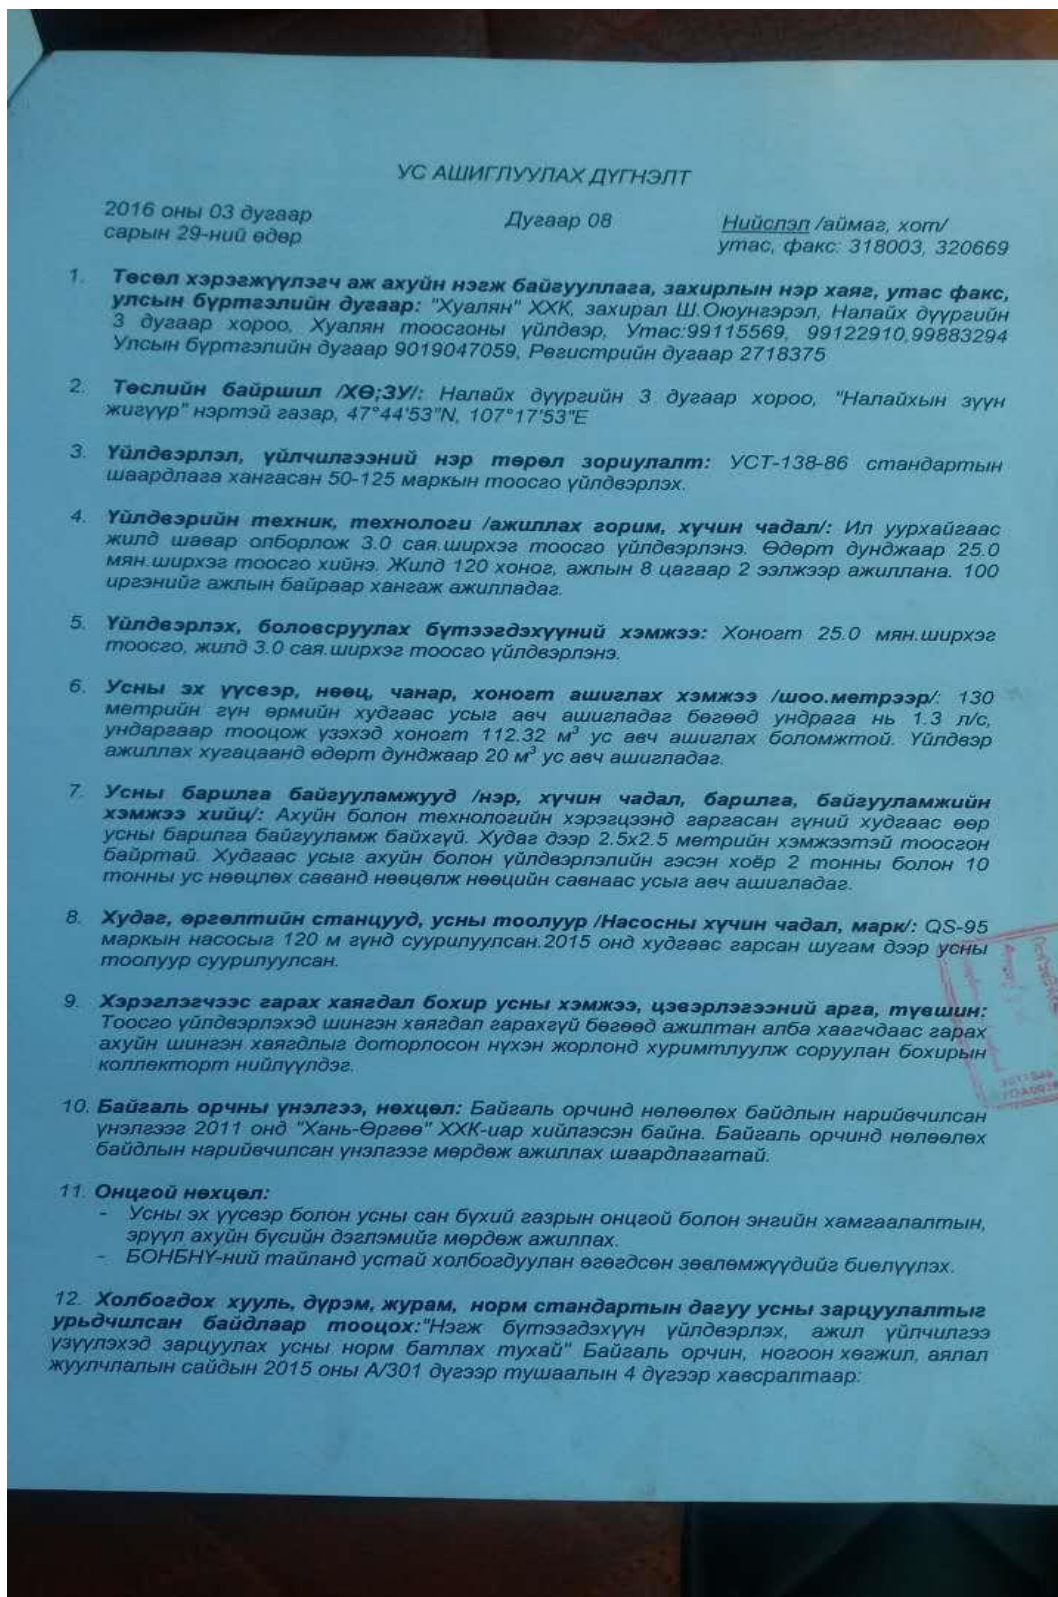 УС АШИГЛУУЛАХ ДҮГНЭЛТ
2016 оны 03 дугаар
сарын 29-ний өдөр
Дугаар 08
Нийслэл /аймаг, хот/
утас, факс: 318003, 320669
1. Төсөл хэрэгжүүлэгч аж ахуйн нэгж байгууллага, захирлын нэр хаяг, утас факс,
улсын бүртгэлийн дугаар: "Хуалян" ХХК, захирал Ш.Оюунгэрэл, Налайх дүүргийн
3 дугаар хороо, Хуалян тоосгоны үйлдвэр, Утас:99115569, 99122910,99883294
Улсын бүртгэлийн дугаар 9019047059, Регистрийн дугаар 2718375
2. Төслийн байршил /ХӨ;ЗУ/: Налайх дүүргийн 3 дугаар хороо, "Налайхын зүүн
жигүүр" нэртэй газар, 47°44'53"N, 107°17'53"E
3. Үйлдвэрлэл, үйлчилгээний нэр төрөл зориулалт: УСТ-138-86 стандартын
шаардлага хангасан 50-125 маркын тоосго үйлдвэрлэх.
4. Үйлдвэрийн техник, технологи /ажиллах горим, хүчин чадал/: Ил уурхайгаас
жилд шавар олборлож 3.0 сая.ширхэг тоосго үйлдвэрлэнэ. Өдөрт дунджаар 25.0
мян.ширхэг тоосго хийнэ. Жилд 120 хоног, ажлын 8 цагаар 2 ээлжээр ажиллана. 100
иргэнийг ажлын байраар хангаж ажилладаг.
5. Үйлдвэрлэх, боловсруулах бүтээгдэхүүний хэмжээ: Хоногт 25.0 мян.ширхэг
тоосго, жилд 3.0 сая.ширхэг тоосго үйлдвэрлэнэ.
6. Усны эх үүсвэр, нөөц, чанар, хоногт ашиглах хэмжээ /шоо.метрээр/: 130
метрийн гүн өрмийн худгаас усыг авч ашигладаг бөгөөд ундрага нь 1.3 л/с,
ундаргаар тооцож үзэхэд хоногт 112.32 м³ ус авч ашиглах боломжтой. Үйлдвэр
ажиллах хугацаанд өдөрт дунджаар 20 м³ ус авч ашигладаг.
7. Усны барилга байгууламжууд /нэр, хүчин чадал, барилга, байгууламжийн
хэмжээ хийц/: Ахуйн болон технологийн хэрэгцээнд гаргасан гүний худгаас өөр
усны барилга байгууламж байхгүй. Худаг дээр 2.5х2.5 метрийн хэмжээтэй тоосгон
байртай. Худгаас усыг ахуйн болон үйлдвэрлэлийн гэсэн хоёр 2 тонны болон 10
тонны ус нөөцлөх саванд нөөцөлж нөөцийн савнаас усыг авч ашигладаг.
8. Худаг, өргөлтийн станцууд, усны тоолуур /Насосны хүчин чадал, марк/: QS-95
маркын насосыг 120 м гүнд суурилуулсан.2015 онд худгаас гарсан шугам дээр усны
тоолуур суурилуулсан.
9. Хэрэглэгчээс гарах хаягдал бохир усны хэмжээ, цэвэрлэгээний арга, түвшин:
Тоосго үйлдвэрлэхэд шингэн хаягдал гарахгүй бөгөөд ажилтан алба хаагчдаас гарах
ахуйн шингэн хаягдлыг доторлосон нүхэн жорлонд хуримтлуулж соруулан бохирын
коллекторт нийлүүлдэг.
10. Байгаль орчны үнэлгээ, нөхцөл: Байгаль орчинд нөлөөлөх байдлын нарийвчилсан
үнэлгээг 2011 онд "Хань-Өргөө" ХХК-иар хийлгэсэн байна. Байгаль орчинд нөлөөлөх
байдлын нарийвчилсан үнэлгээг мөрдөж ажиллах шаардлагатай.
11. Онцгой нөхцөл:
- Усны эх үүсвэр болон усны сан бүхий газрын онцгой болон энгийн хамгаалалтын,
эрүүл ахуйн бүсийн дэглэмийг мөрдөж ажиллах.
- БОНБНҮ-ний тайланд устай холбогдуулан өгөгдсөн зөвлөмжүүдийг биелүүлэх.
12. Холбогдох хууль, дүрэм, журам, норм стандартын дагуу усны зарцуулалтыг
урьдчилсан байдлаар тооцох:"Нэгж бүтээгдэхүүн үйлдвэрлэх, ажил үйлчилгээ
үзүүлэхэд зарцуулах усны норм батлах тухай" Байгаль орчин, ногоон хөгжил, аялал
жуулчлалын сайдын 2015 оны А/301 дүгээр тушаалын 4 дүгээр хавсралтаар: